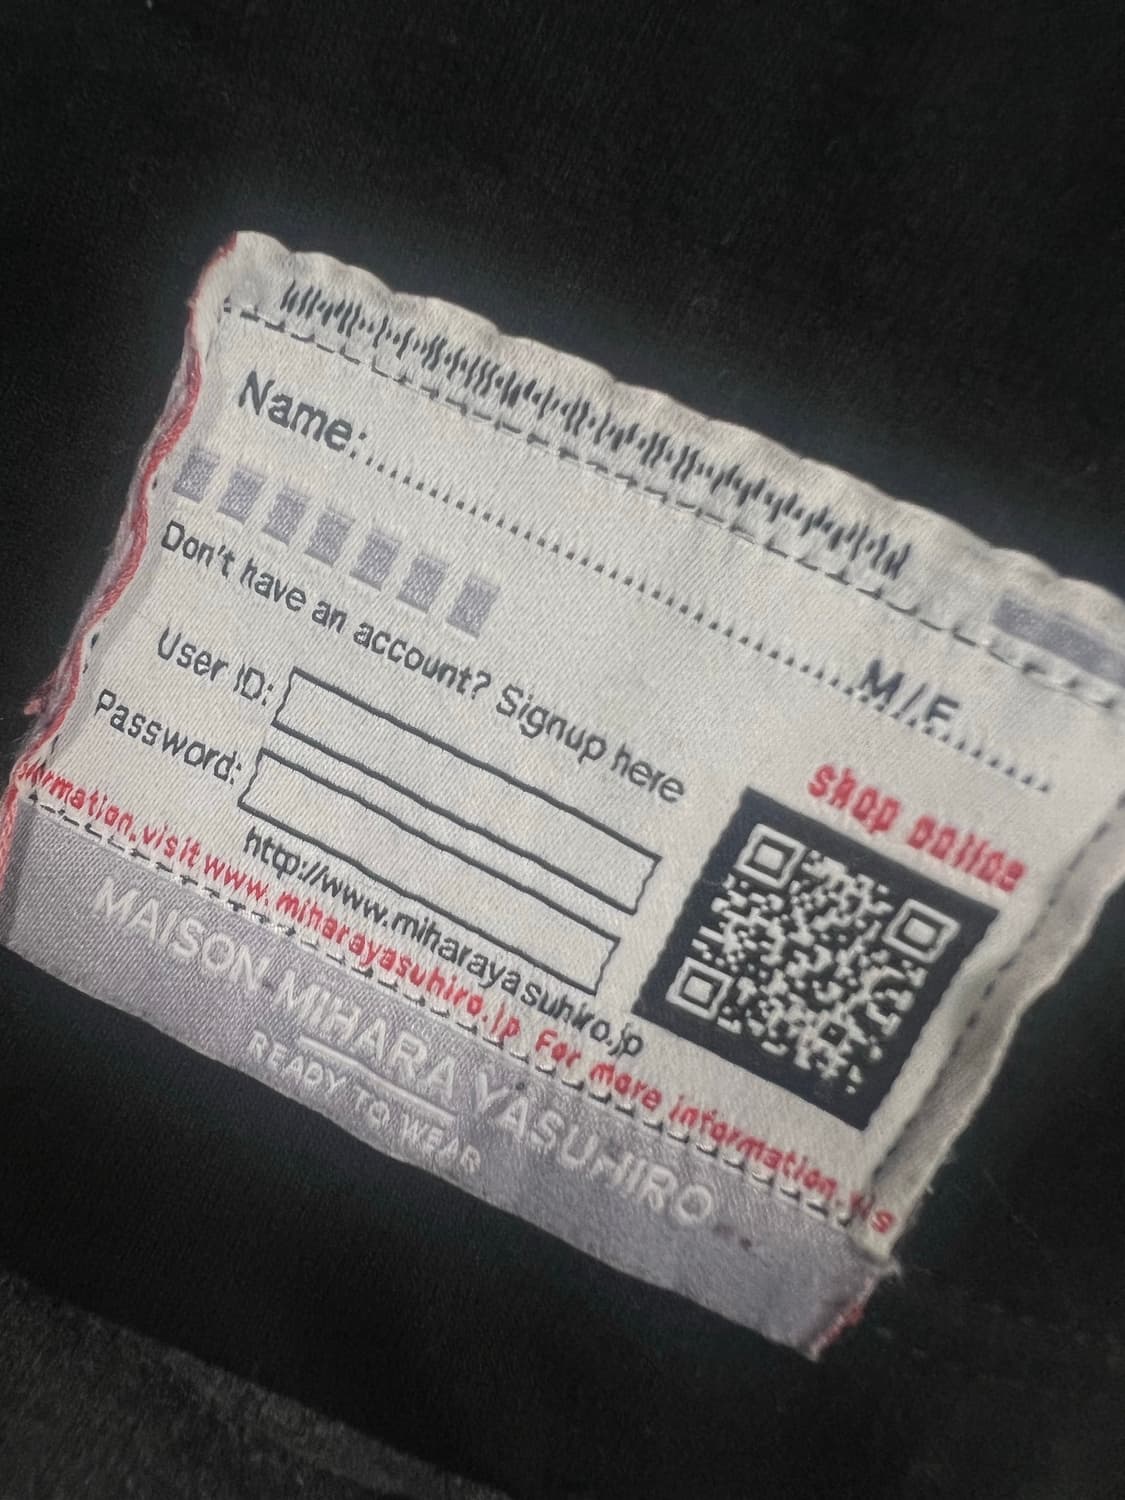 Name:
M/F
Don't have an account? Signup here
User ID:
Password:
shop online
http://www.miharayasuhiro.jp
formation.visit www.miharayasuhiro.jp For more information.vis
MAISON MIHARA YASUHIRO
READY TO WEAR